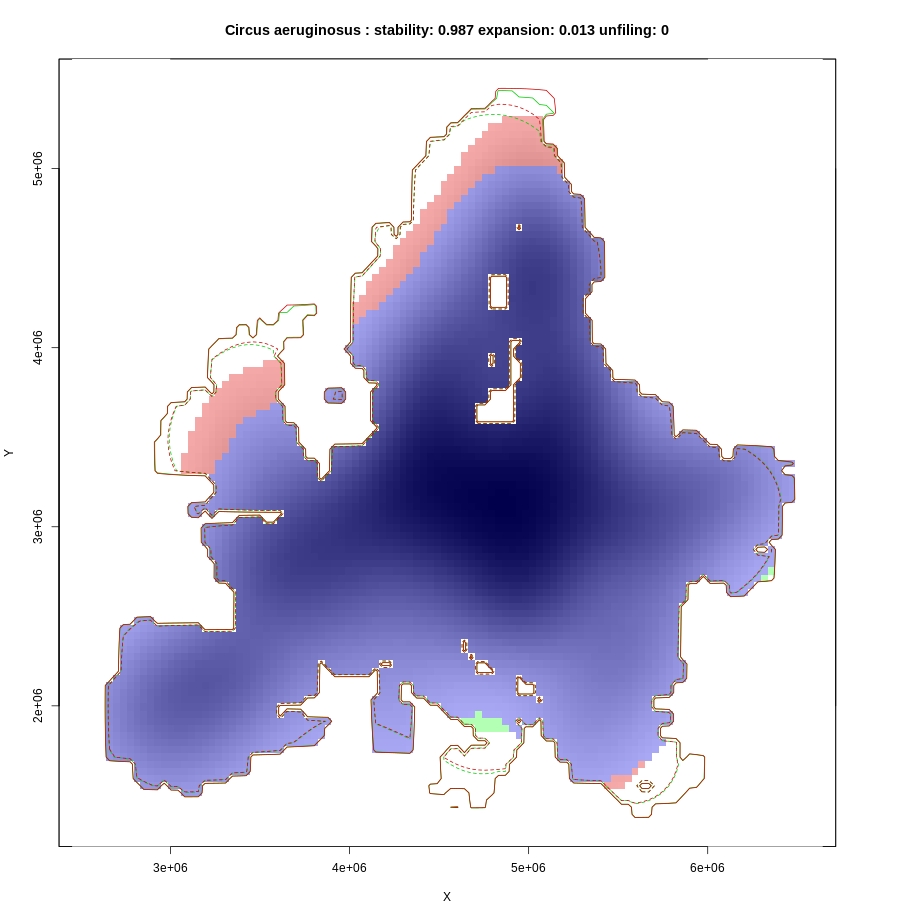 Circus aeruginosus : stability: 0.987 expansion: 0.013 unfiling: 0
5e+06
4e+06
3e+06
2e+06
Y
3e+06 4e+06 5e+06 6e+06
X